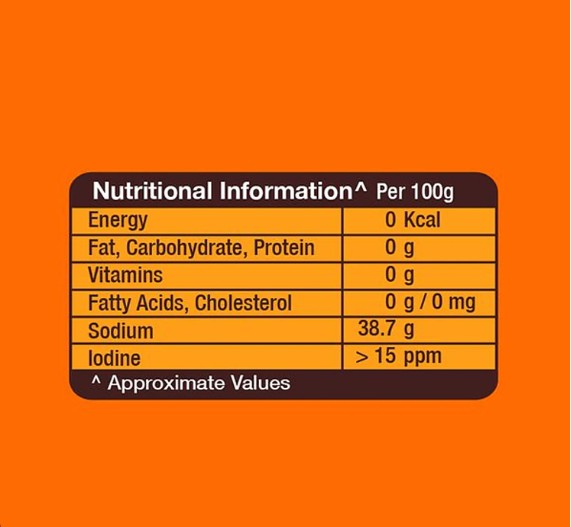 Nutritional Information^ Per 100g
Energy 0 Kcal
Fat, Carbohydrate, Protein 0 g
Vitamins 0 g
Fatty Acids, Cholesterol 0 g / 0 mg
Sodium 38.7 g
Iodine > 15 ppm
^ Approximate Values